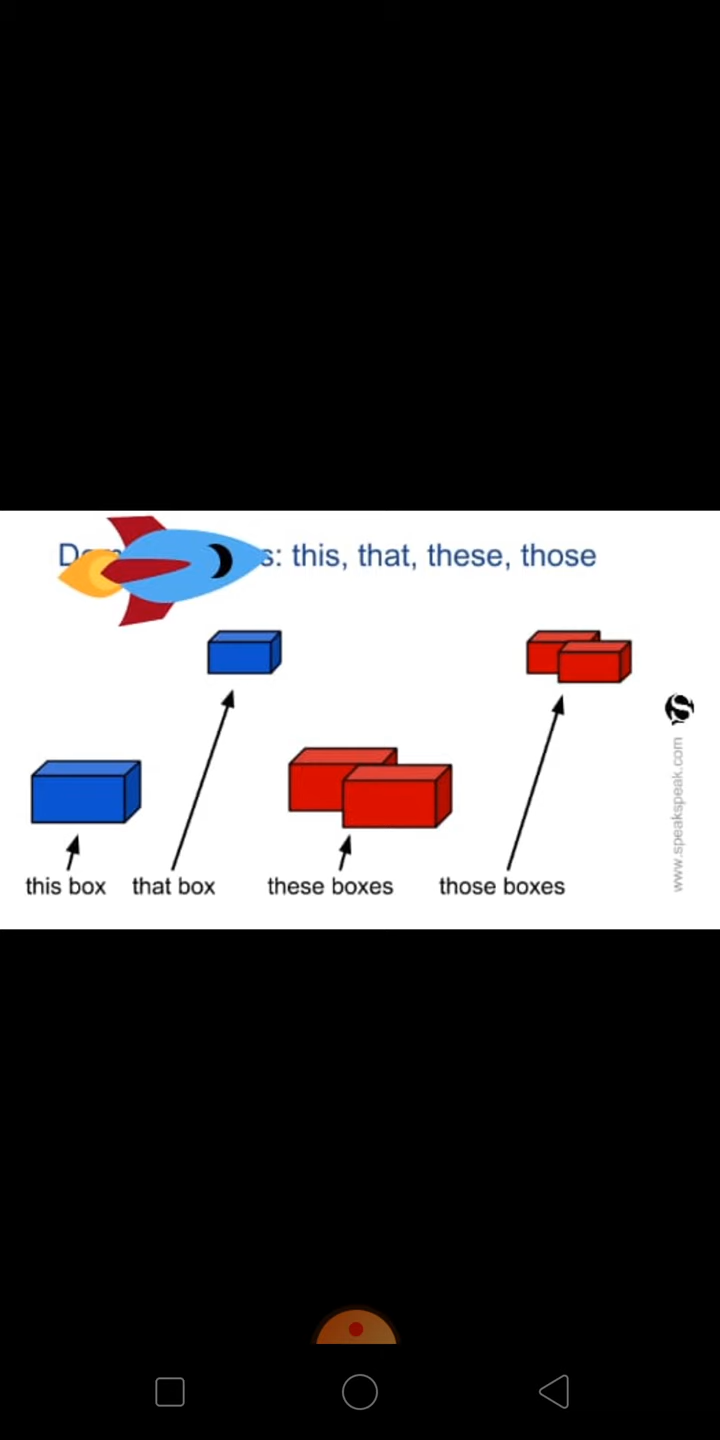 s: this, that, these, those
this box that box these boxes those boxes
www.speakspeak.com